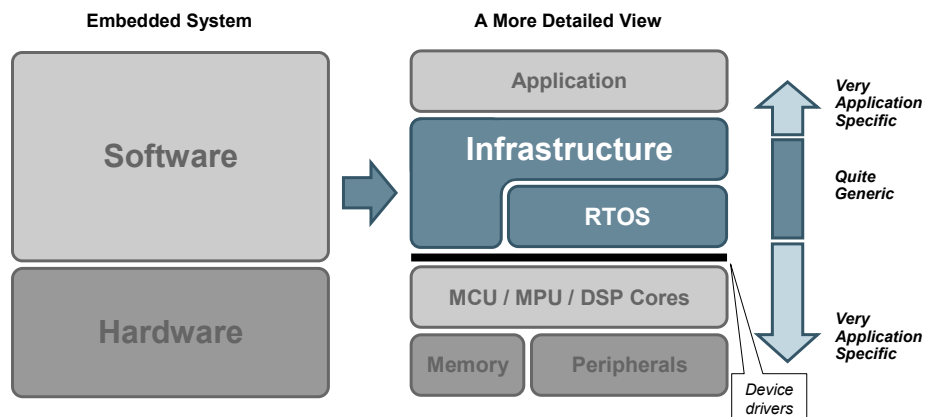 Embedded System
A More Detailed View
Software
Hardware
Application
Infrastructure
RTOS
MCU / MPU / DSP Cores
Memory
Peripherals
Very
Application
Specific
Quite
Generic
Very
Application
Specific
Device
drivers